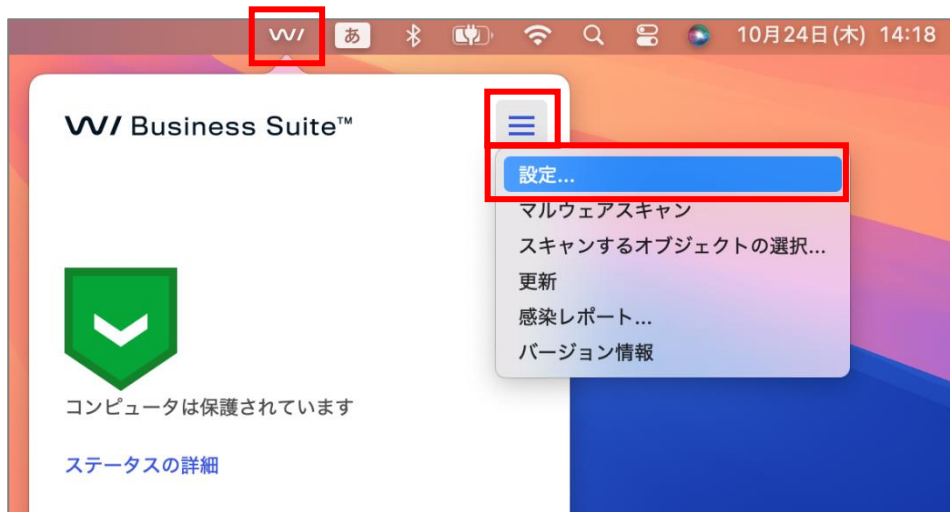 W/ あ 10月24日(木) 14:18
W/ Business Suite™
設定...
マルウェアスキャン
スキャンするオブジェクトの選択...
更新
感染レポート...
バージョン情報
コンピュータは保護されています
ステータスの詳細